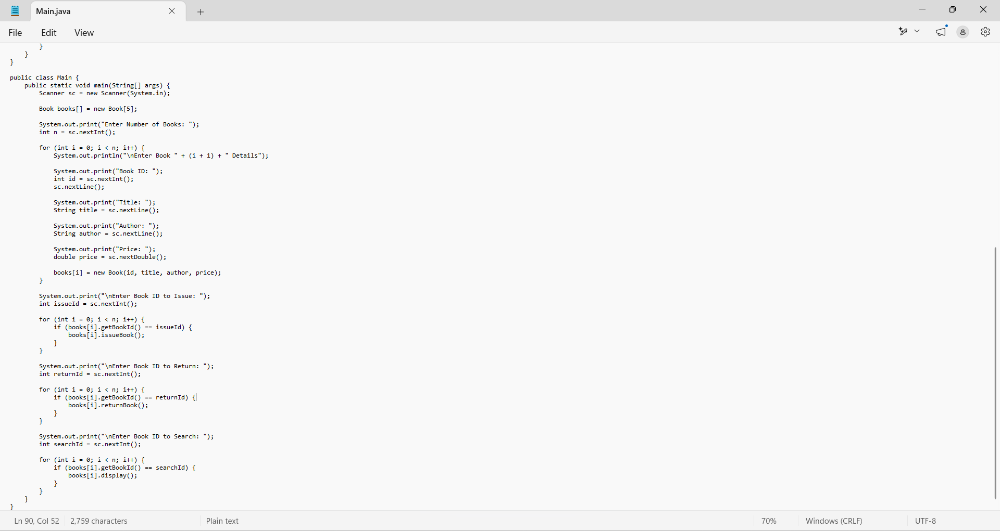 Main.java
File Edit View
}
}
}
public class Main {
public static void main(String[] args) {
Scanner sc = new Scanner(System.in);
Book books[] = new Book[5];
System.out.print("Enter Number of Books: ");
int n = sc.nextInt();
for (int i = 0; i < n; i++) {
System.out.println("\nEnter Book " + (i + 1) + " Details");
System.out.print("Book ID: ");
int id = sc.nextInt();
sc.nextLine();
System.out.print("Title: ");
String title = sc.nextLine();
System.out.print("Author: ");
String author = sc.nextLine();
System.out.print("Price: ");
double price = sc.nextDouble();
books[i] = new Book(id, title, author, price);
}
System.out.print("\nEnter Book ID to Issue: ");
int issueId = sc.nextInt();
for (int i = 0; i < n; i++) {
if (books[i].getBookId() == issueId) {
books[i].issueBook();
}
}
System.out.print("\nEnter Book ID to Return: ");
int returnId = sc.nextInt();
for (int i = 0; i < n; i++) {
if (books[i].getBookId() == returnId) {
books[i].returnBook();
}
}
System.out.print("\nEnter Book ID to Search: ");
int searchId = sc.nextInt();
for (int i = 0; i < n; i++) {
if (books[i].getBookId() == searchId) {
books[i].display();
}
}
}
}
Ln 90, Col 52 2,759 characters Plain text 70% Windows (CRLF) UTF-8